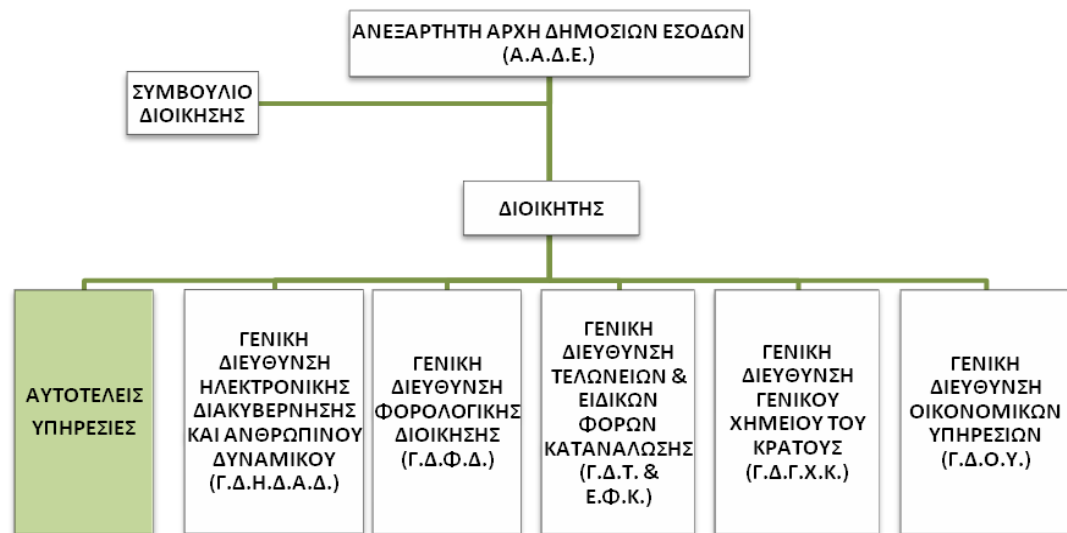 ΑΝΕΞΑΡΤΗΤΗ ΑΡΧΗ ΔΗΜΟΣΙΩΝ ΕΣΟΔΩΝ
(Α.Α.Δ.Ε.)
ΣΥΜΒΟΥΛΙΟ
ΔΙΟΙΚΗΣΗΣ
ΔΙΟΙΚΗΤΗΣ
ΑΥΤΟΤΕΛΕΙΣ
ΥΠΗΡΕΣΙΕΣ
ΓΕΝΙΚΗ
ΔΙΕΥΘΥΝΣΗ
ΗΛΕΚΤΡΟΝΙΚΗΣ
ΔΙΑΚΥΒΕΡΝΗΣΗΣ
ΚΑΙ ΑΝΘΡΩΠΙΝΟΥ
ΔΥΝΑΜΙΚΟΥ
(Γ.Δ.Η.Δ.Α.Δ.)
ΓΕΝΙΚΗ
ΔΙΕΥΘΥΝΣΗ
ΦΟΡΟΛΟΓΙΚΗΣ
ΔΙΟΙΚΗΣΗΣ
(Γ.Δ.Φ.Δ.)
ΓΕΝΙΚΗ
ΔΙΕΥΘΥΝΣΗ
ΤΕΛΩΝΕΙΩΝ &
ΕΙΔΙΚΩΝ
ΦΟΡΩΝ
ΚΑΤΑΝΑΛΩΣΗΣ
(Γ.Δ.Τ. &
Ε.Φ.Κ.)
ΓΕΝΙΚΗ
ΔΙΕΥΘΥΝΣΗ
ΓΕΝΙΚΟΥ
ΧΗΜΕΙΟΥ ΤΟΥ
ΚΡΑΤΟΥΣ
(Γ.Δ.Γ.Χ.Κ.)
ΓΕΝΙΚΗ
ΔΙΕΥΘΥΝΣΗ
ΟΙΚΟΝΟΜΙΚΩΝ
ΥΠΗΡΕΣΙΩΝ
(Γ.Δ.Ο.Υ.)